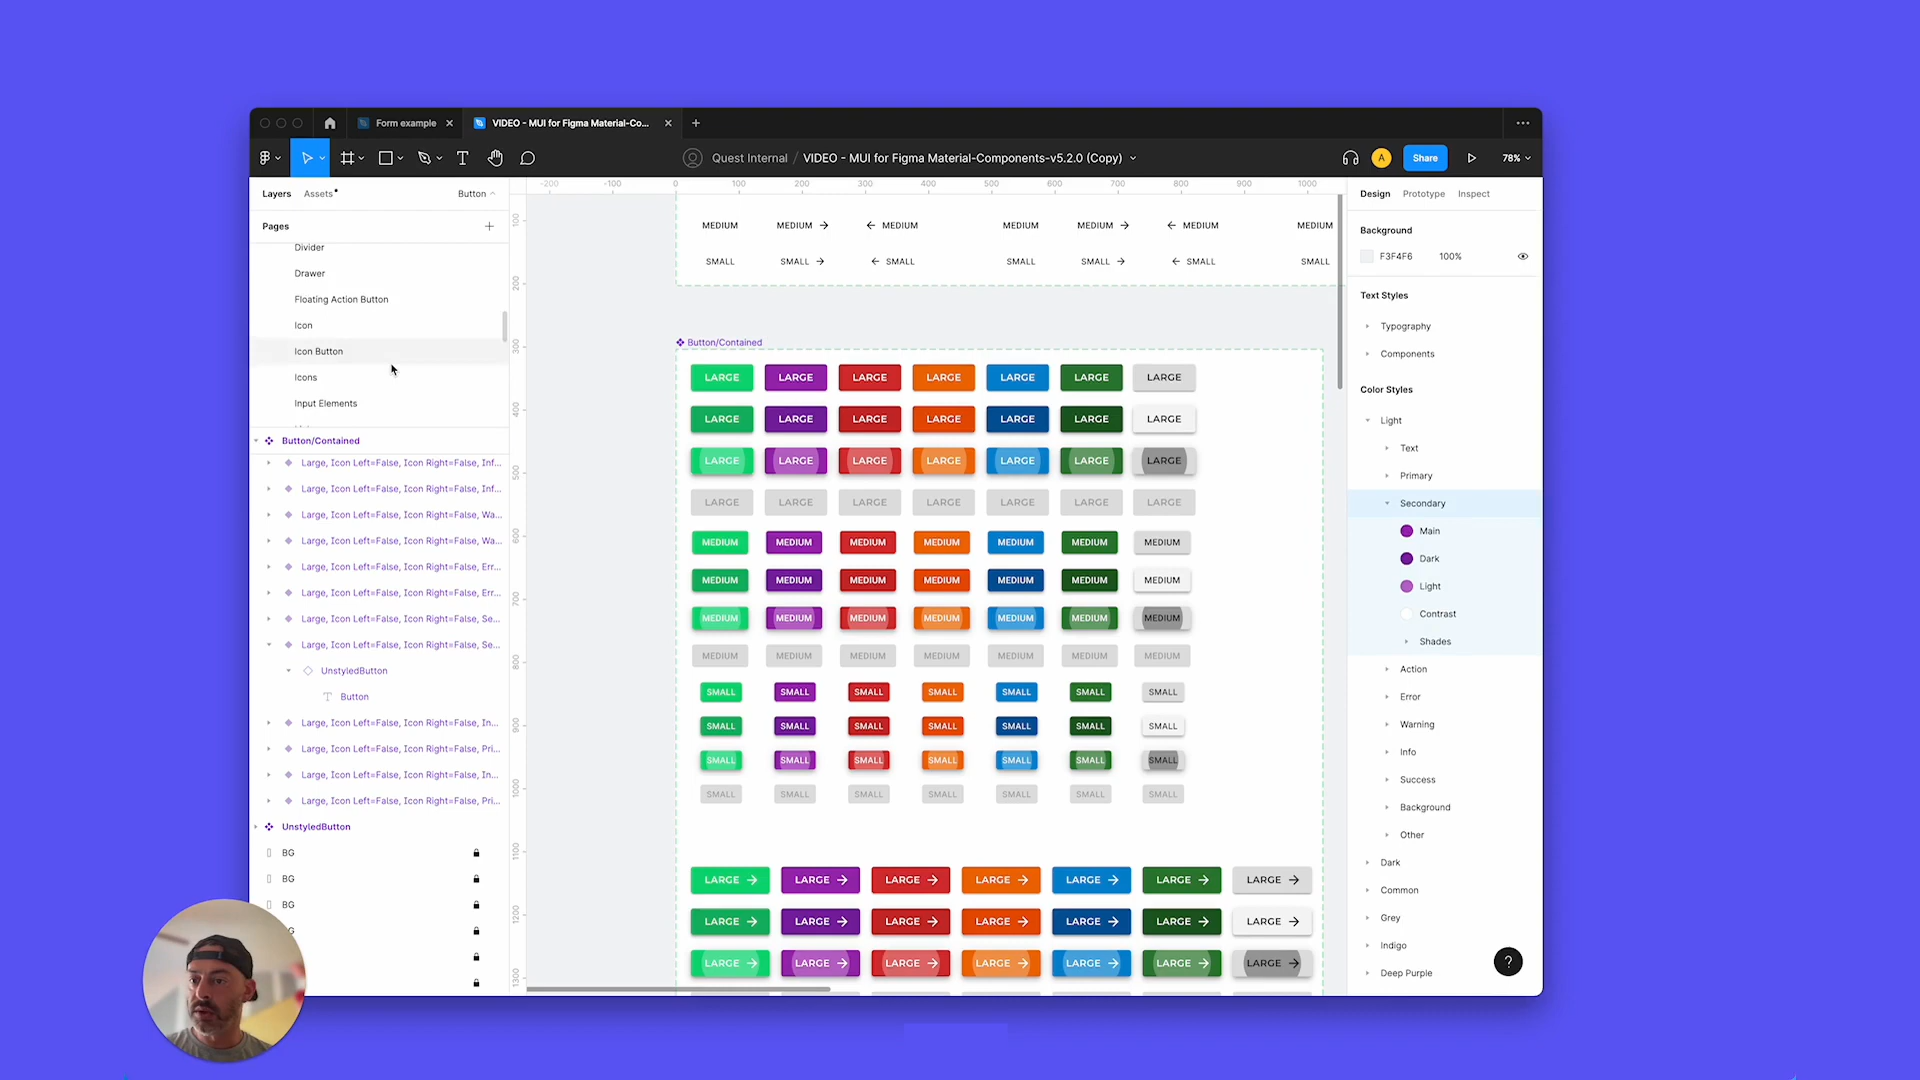 Form example
VIDEO - MUI for Figma Material-Co...
Quest Internal / VIDEO - MUI for Figma Material-Components-v5.2.0 (Copy)
A
Share
78%
Layers
Assets
Button
Pages
Divider
Drawer
Floating Action Button
Icon
Icon Button
Icons
Input Elements
Button/Contained
Large, Icon Left=False, Icon Right=False, Inf...
Large, Icon Left=False, Icon Right=False, Inf...
Large, Icon Left=False, Icon Right=False, Wa...
Large, Icon Left=False, Icon Right=False, Wa...
Large, Icon Left=False, Icon Right=False, Err...
Large, Icon Left=False, Icon Right=False, Err...
Large, Icon Left=False, Icon Right=False, Se...
Large, Icon Left=False, Icon Right=False, Se...
UnstyledButton
Button
Large, Icon Left=False, Icon Right=False, In...
Large, Icon Left=False, Icon Right=False, Pri...
Large, Icon Left=False, Icon Right=False, In...
Large, Icon Left=False, Icon Right=False, Pri...
UnstyledButton
BG
BG
BG
G
-200 -100 0 100 200 300 400 500 600 700 800 900 1000
100
200
300
400
500
600
700
800
900
1000
1100
1200
1300
MEDIUM MEDIUM → ← MEDIUM MEDIUM MEDIUM → ← MEDIUM MEDIUM
SMALL SMALL → ← SMALL SMALL SMALL → ← SMALL SMALL
Button/Contained
LARGE LARGE LARGE LARGE LARGE LARGE LARGE
LARGE LARGE LARGE LARGE LARGE LARGE LARGE
LARGE LARGE LARGE LARGE LARGE LARGE LARGE
LARGE LARGE LARGE LARGE LARGE LARGE LARGE
MEDIUM MEDIUM MEDIUM MEDIUM MEDIUM MEDIUM MEDIUM
MEDIUM MEDIUM MEDIUM MEDIUM MEDIUM MEDIUM MEDIUM
MEDIUM MEDIUM MEDIUM MEDIUM MEDIUM MEDIUM MEDIUM
MEDIUM MEDIUM MEDIUM MEDIUM MEDIUM MEDIUM MEDIUM
SMALL SMALL SMALL SMALL SMALL SMALL SMALL
SMALL SMALL SMALL SMALL SMALL SMALL SMALL
SMALL SMALL SMALL SMALL SMALL SMALL SMALL
SMALL SMALL SMALL SMALL SMALL SMALL SMALL
LARGE → LARGE → LARGE → LARGE → LARGE → LARGE → LARGE →
LARGE → LARGE → LARGE → LARGE → LARGE → LARGE → LARGE →
LARGE → LARGE → LARGE → LARGE → LARGE → LARGE → LARGE →
Design
Prototype
Inspect
Background
F3F4F6 100%
Text Styles
Typography
Components
Color Styles
Light
Text
Primary
Secondary
Main
Dark
Light
Contrast
Shades
Action
Error
Warning
Info
Success
Background
Other
Dark
Common
Grey
Indigo
Deep Purple
?